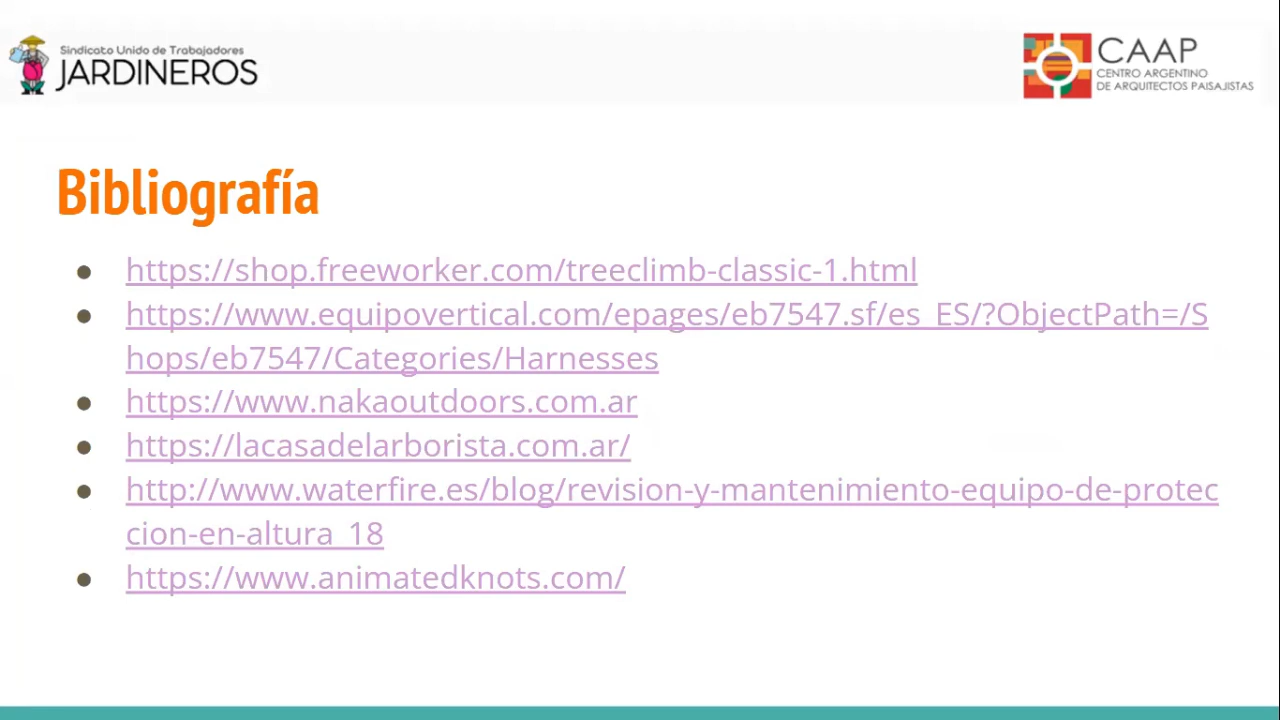 Sindicato Unido de Trabajadores
JARDINEROS
CAAP
CENTRO ARGENTINO
DE ARQUITECTOS PAISAJISTAS
Bibliografía
● https://shop.freeworker.com/treeclimb-classic-1.html
● https://www.equipovertical.com/epages/eb7547.sf/es_ES/?ObjectPath=/S
hops/eb7547/Categories/Harnesses
● https://www.nakaoutdoors.com.ar
● https://lacasadelarborista.com.ar/
● http://www.waterfire.es/blog/revision-y-mantenimiento-equipo-de-protec
cion-en-altura_18
● https://www.animatedknots.com/